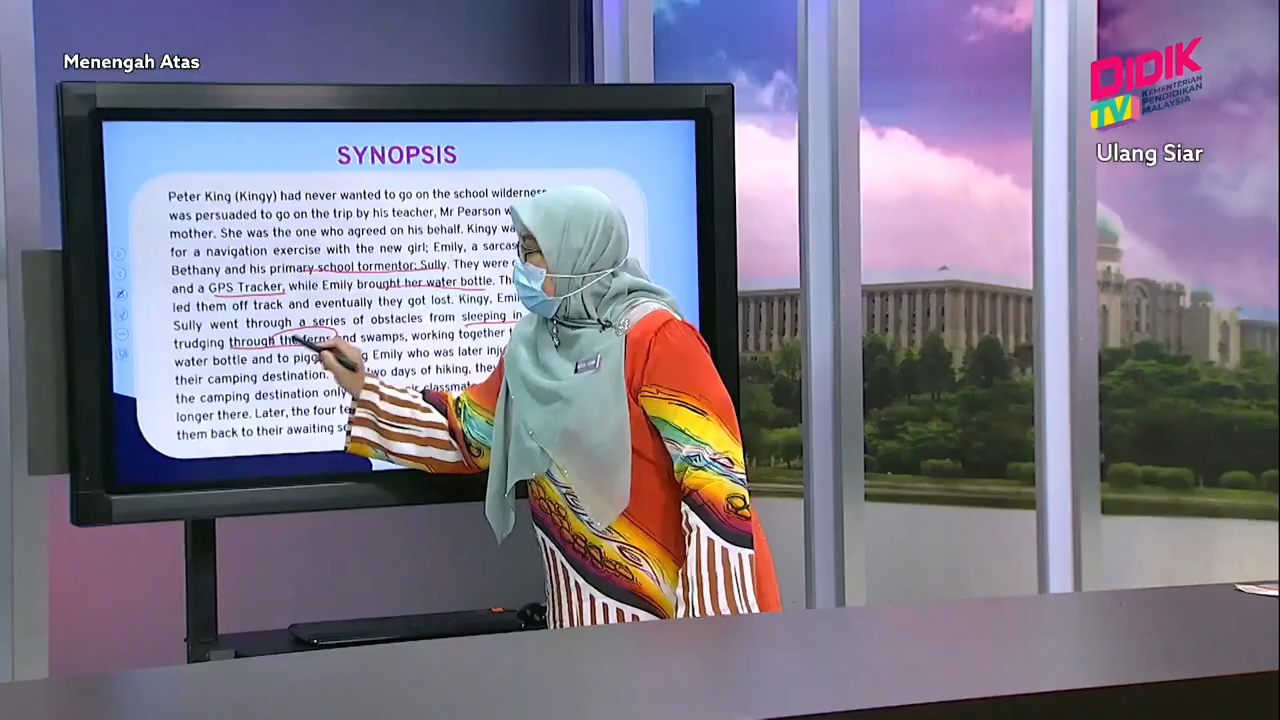 Menengah Atas
DIDIK
TV
KEMENTERIAN
PENDIDIKAN
MALAYSIA
Ulang Siar
SYNOPSIS
Peter King (Kingy) had never wanted to go on the school wilderness
was persuaded to go on the trip by his teacher, Mr Pearson
mother. She was the one who agreed on his behalf. Kingy
for a navigation exercise with the new girl; Emily, a
Bethany and his primary school tormentor; Sully. They were
and a GPS Tracker, while Emily brought her water bottle.
led them off track and eventually they got lost. Kingy,
Sully went through a series of obstacles from sleeping in
trudging through the ferns and swamps, working together
water bottle and to Emily who was later
their camping destination. two days of hiking,
the camping destination only
longer there. Later, the four
them back to their awaiting